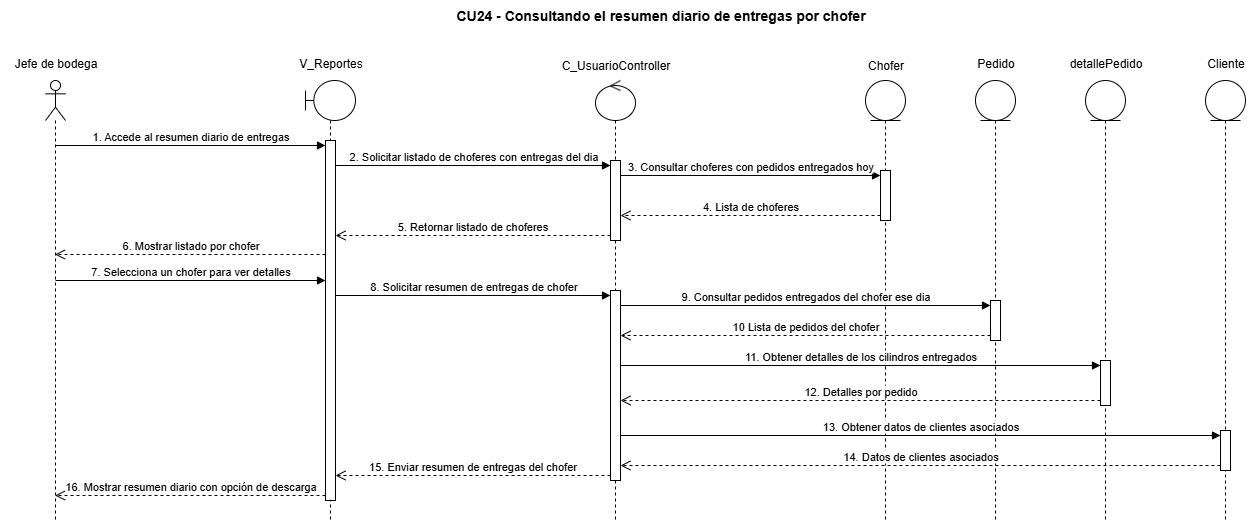 CU24 - Consultando el resumen diario de entregas por chofer
Jefe de bodega
V_Reportes
C_UsuarioController
Chofer
Pedido
detallePedido
Cliente
1. Accede al resumen diario de entregas
2. Solicitar listado de choferes con entregas del dia
3. Consultar choferes con pedidos entregados hoy
4. Lista de choferes
5. Retornar listado de choferes
6. Mostrar listado por chofer
7. Selecciona un chofer para ver detalles
8. Solicitar resumen de entregas de chofer
9. Consultar pedidos entregados del chofer ese dia
10 Lista de pedidos del chofer
11. Obtener detalles de los cilindros entregados
12. Detalles por pedido
13. Obtener datos de clientes asociados
14. Datos de clientes asociados
15. Enviar resumen de entregas del chofer
16. Mostrar resumen diario con opción de descarga